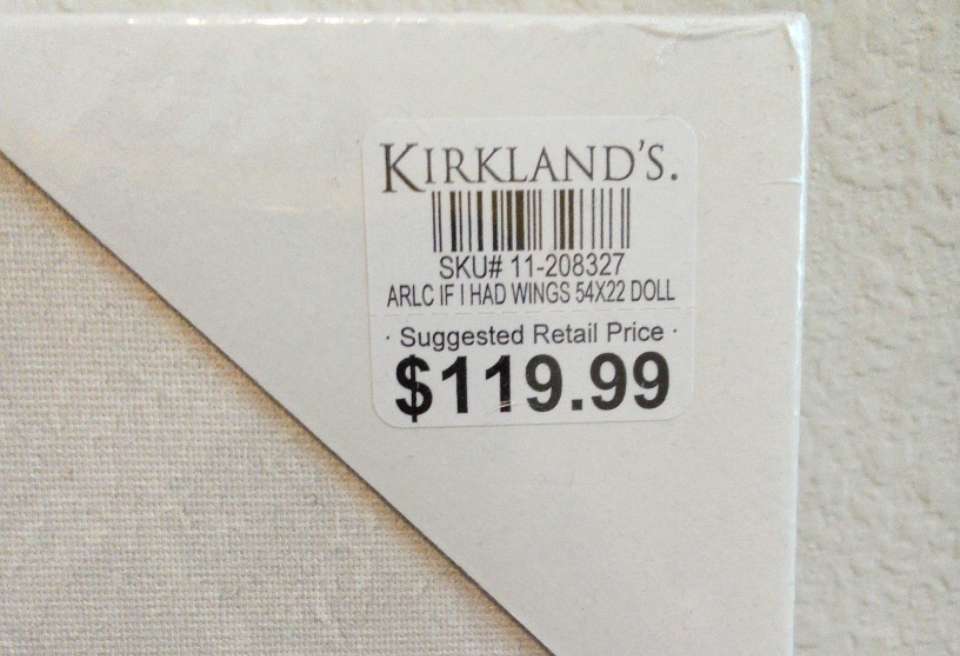 KIRKLAND'S.
SKU# 11-208327
ARLC IF I HAD WINGS 54X22 DOLL
· Suggested Retail Price ·
$119.99